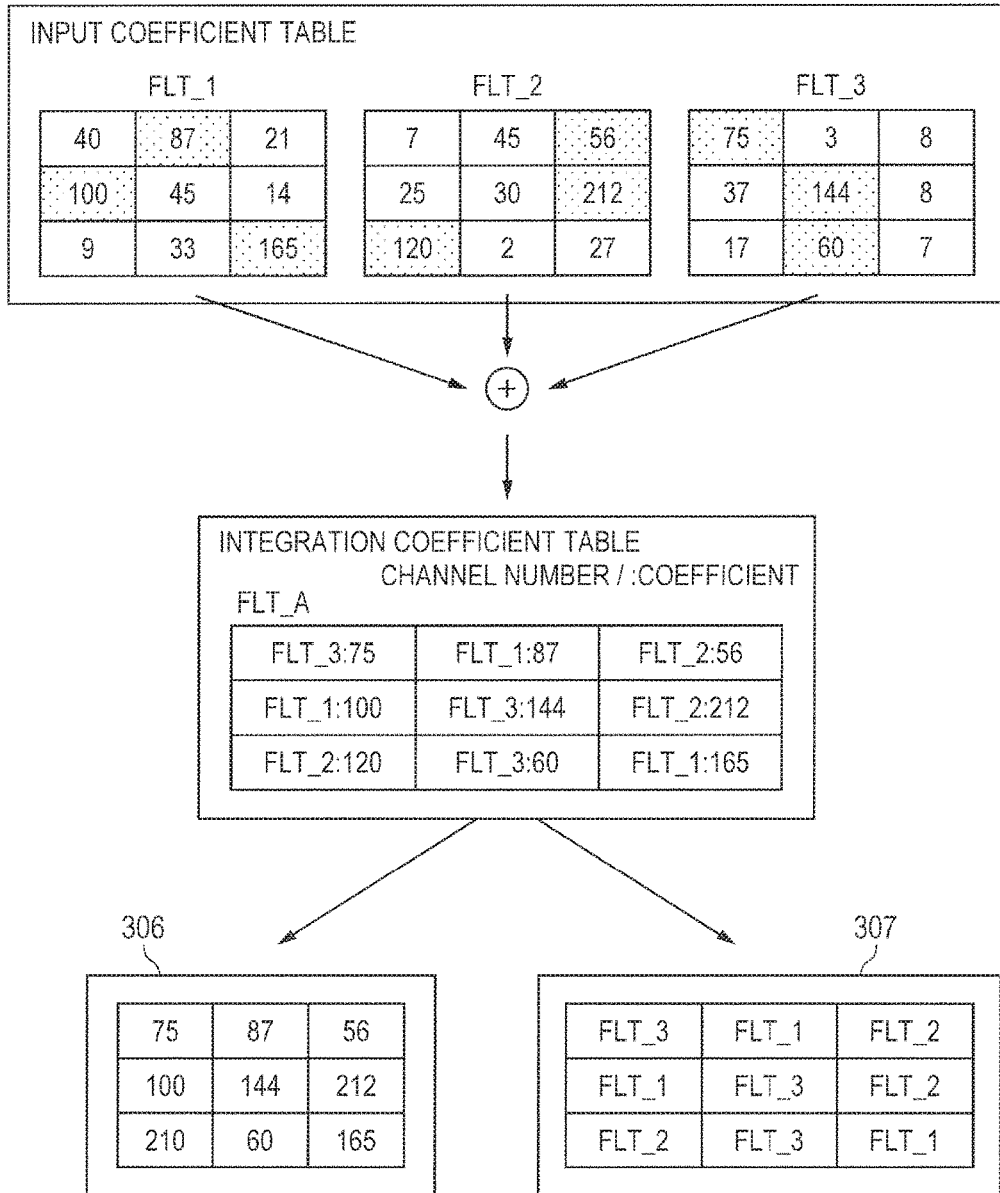 INPUT COEFFICIENT TABLE
FLT_1 FLT_2 FLT_3
40 87 21 7 45 56 75 3 8
100 45 14 25 30 212 37 144 8
9 33 165 120 2 27 17 60 7
+
INTEGRATION COEFFICIENT TABLE
CHANNEL NUMBER / :COEFFICIENT
FLT_A
FLT_3:75 FLT_1:87 FLT_2:56
FLT_1:100 FLT_3:144 FLT_2:212
FLT_2:120 FLT_3:60 FLT_1:165
306 307
75 87 56 FLT_3 FLT_1 FLT_2
100 144 212 FLT_1 FLT_3 FLT_2
210 60 165 FLT_2 FLT_3 FLT_1